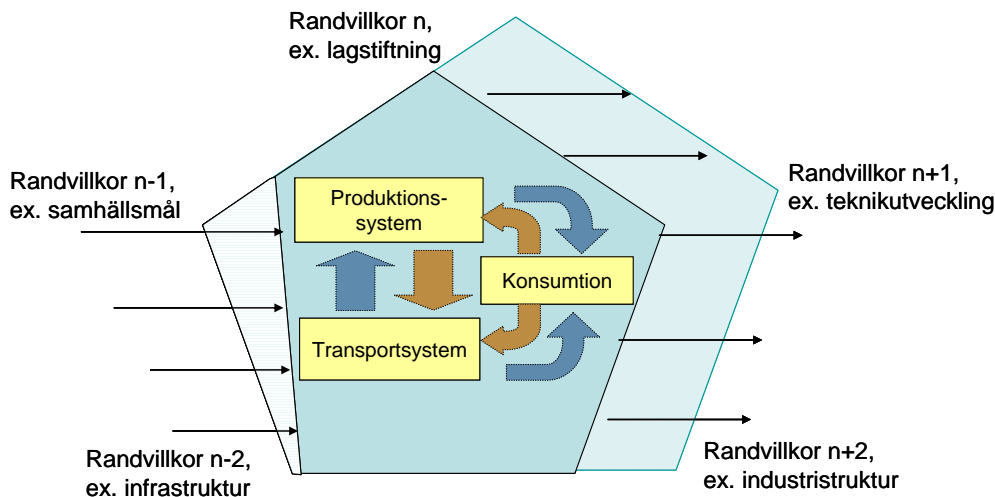 Randvillkor n,
ex. lagstiftning
Randvillkor n-1,
ex. samhällsmål
Randvillkor n+1,
ex. teknikutveckling
Produktions-
system
Konsumtion
Transportsystem
Randvillkor n-2,
ex. infrastruktur
Randvillkor n+2,
ex. industristruktur